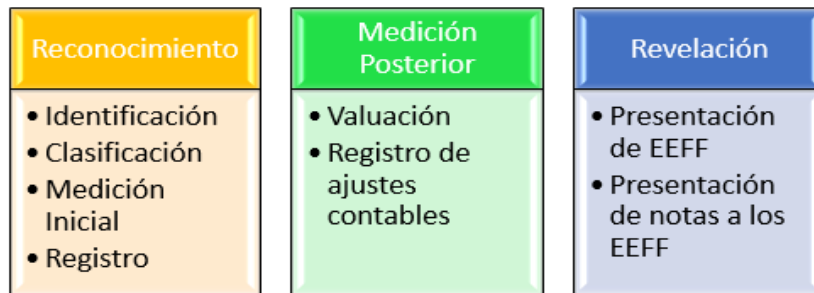 Reconocimiento
• Identificación
• Clasificación
• Medición
Inicial
• Registro
Medición
Posterior
• Valuación
• Registro de
ajustes
contables
Revelación
• Presentación
de EEFF
• Presentación
de notas a los
EEFF